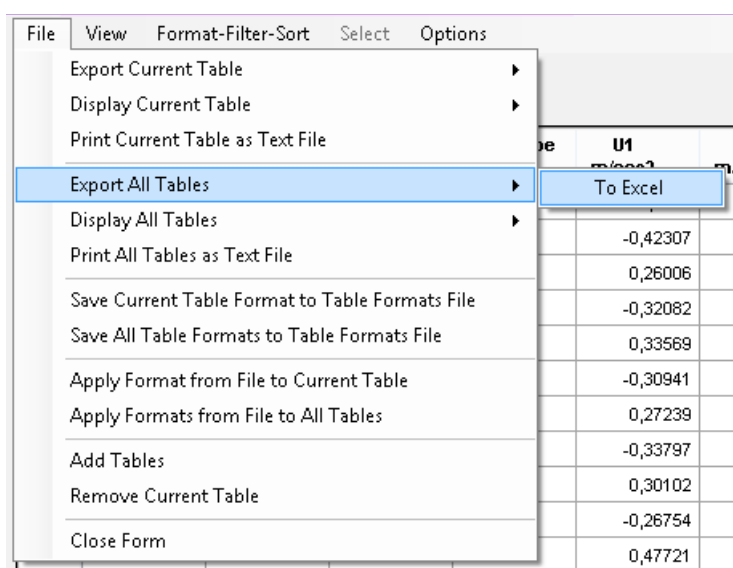 File View Format-Filter-Sort Select Options
Export Current Table
Display Current Table
Print Current Table as Text File
U1
Export All Tables
To Excel
Display All Tables
-0,42307
Print All Tables as Text File
0,26006
Save Current Table Format to Table Formats File
-0,32082
Save All Table Formats to Table Formats File
0,33569
Apply Format from File to Current Table
-0,30941
Apply Formats from File to All Tables
0,27239
Add Tables
-0,33797
Remove Current Table
0,30102
-0,26754
Close Form
0,47721